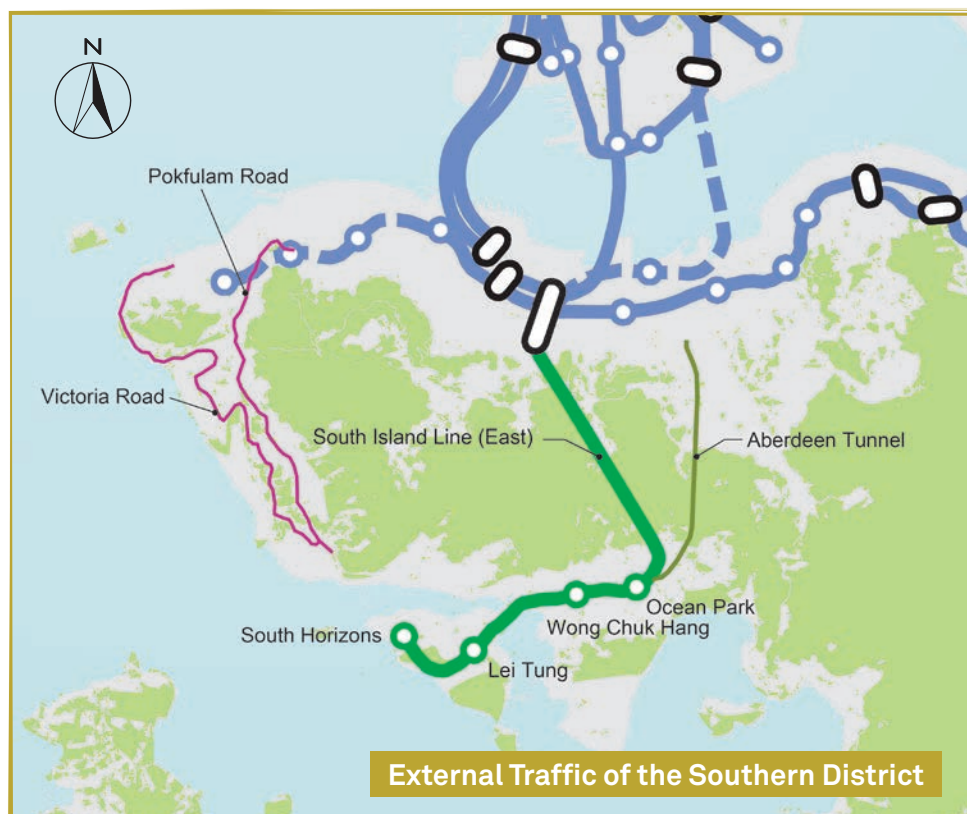 N
Pokfulam Road
Victoria Road
South Island Line (East)
Aberdeen Tunnel
Ocean Park
Wong Chuk Hang
South Horizons
Lei Tung
External Traffic of the Southern District